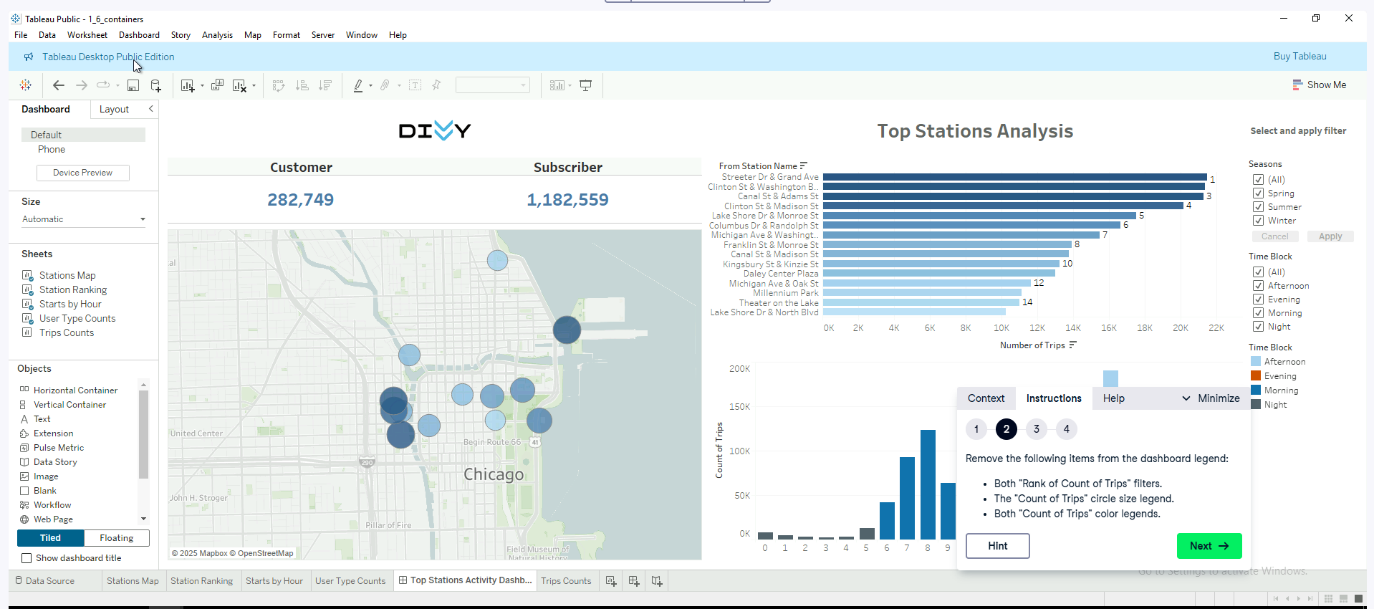 Tableau Public - 1_6_containers
File Data Worksheet Dashboard Story Analysis Map Format Server Window Help
Tableau Desktop Public Edition
Buy Tableau
Show Me
Dashboard
Layout
Default
Phone
Device Preview
Size
Automatic
Sheets
Stations Map
Station Ranking
Starts by Hour
User Type Counts
Trips Counts
Objects
Horizontal Container
Vertical Container
Text
Extension
Pulse Metric
Data Story
Image
Blank
Workflow
Web Page
Tiled
Floating
Show dashboard title
DIVVY
Customer
Subscriber
282,749
1,182,559
United Center
John H. Stroger
Pillar of Fire
Begin Route 66
41
Chicago
Field Museum of
Natural History
© 2025 Mapbox © OpenStreetMap
Top Stations Analysis
From Station Name
Streeter Dr & Grand Ave
1
Clinton St & Washington B..
Canal St & Adams St
3
Clinton St & Madison St
4
Lake Shore Dr & Monroe St
5
Columbus Dr & Randolph St
6
Michigan Ave & Washingt..
7
Franklin St & Monroe St
8
Canal St & Madison St
Kingsbury St & Kinzie St
10
Daley Center Plaza
Michigan Ave & Oak St
12
Millennium Park
Theater on the Lake
14
Lake Shore Dr & North Blvd
0K 2K 4K 6K 8K 10K 12K 14K 16K 18K 20K 22K
Number of Trips
200K
150K
100K
50K
0K
Count of Trips
0 1 2 3 4 5 6 7 8 9
Select and apply filter
Seasons
(All)
Spring
Summer
Winter
Cancel
Apply
Time Block
(All)
Afternoon
Evening
Morning
Night
Time Block
Afternoon
Evening
Morning
Night
Context
Instructions
Help
Minimize
1 2 3 4
Remove the following items from the dashboard legend:
• Both "Rank of Count of Trips" filters.
• The "Count of Trips" circle size legend.
• Both "Count of Trips" color legends.
Hint
Next →
Go to Settings to activate Windows.
Data Source
Stations Map
Station Ranking
Starts by Hour
User Type Counts
Top Stations Activity Dashb...
Trips Counts